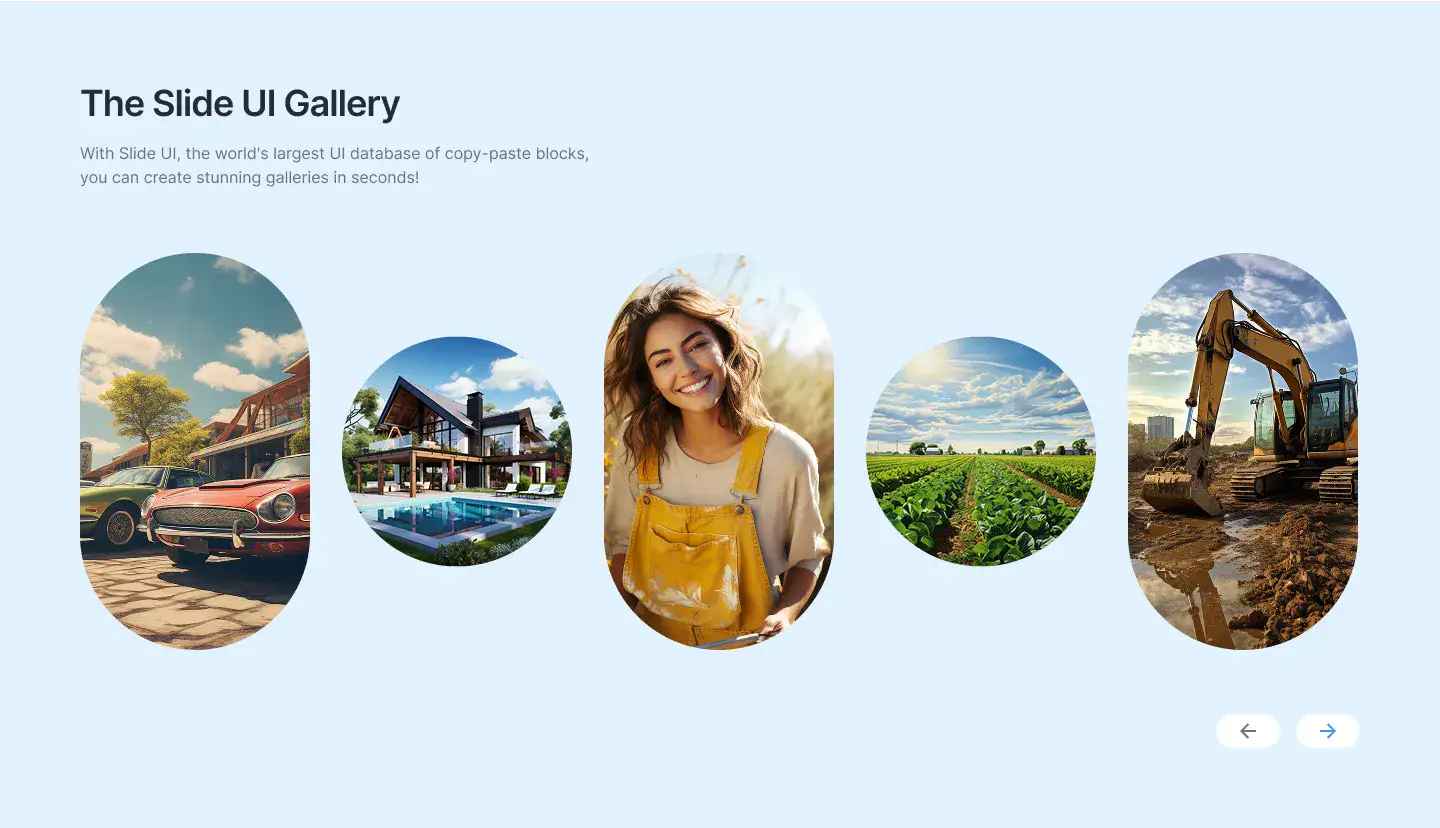 The Slide UI Gallery
With Slide UI, the world's largest UI database of copy-paste blocks,
you can create stunning galleries in seconds!